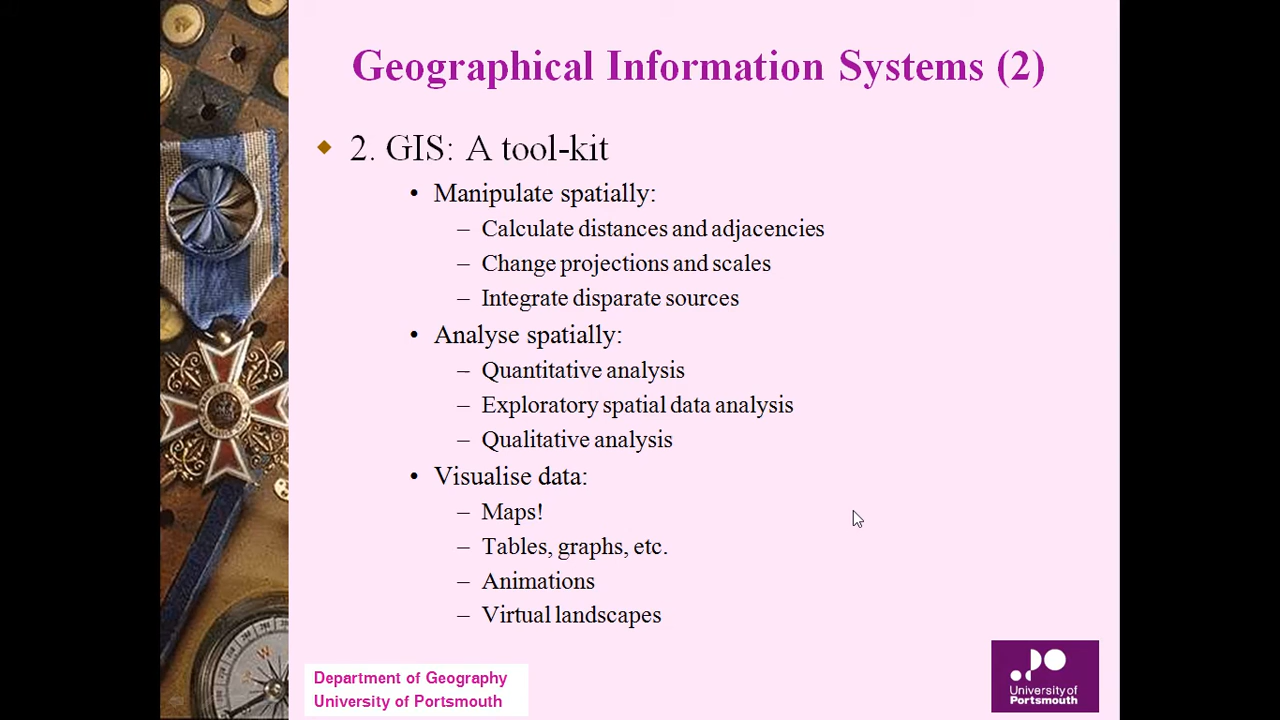 Geographical Information Systems (2)
◆ 2. GIS: A tool-kit
• Manipulate spatially:
– Calculate distances and adjacencies
– Change projections and scales
– Integrate disparate sources
• Analyse spatially:
– Quantitative analysis
– Exploratory spatial data analysis
– Qualitative analysis
• Visualise data:
– Maps!
– Tables, graphs, etc.
– Animations
– Virtual landscapes
Department of Geography
University of Portsmouth
University of
Portsmouth